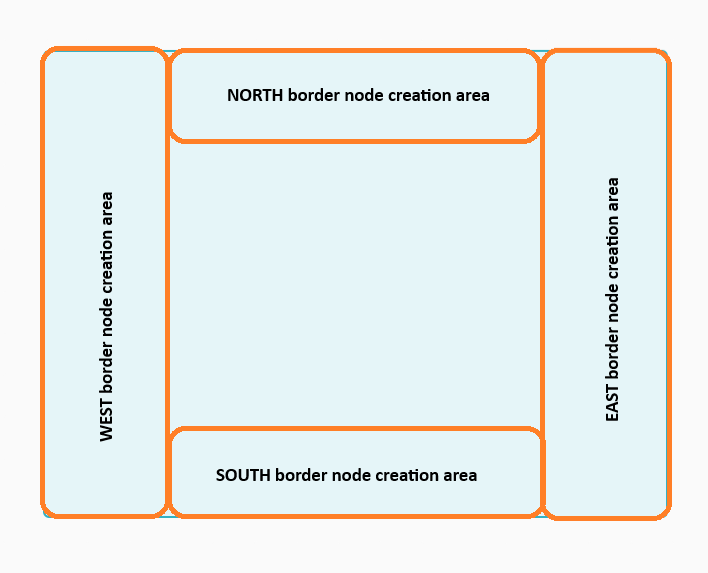 NORTH border node creation area
WEST border node creation area
EAST border node creation area
SOUTH border node creation area